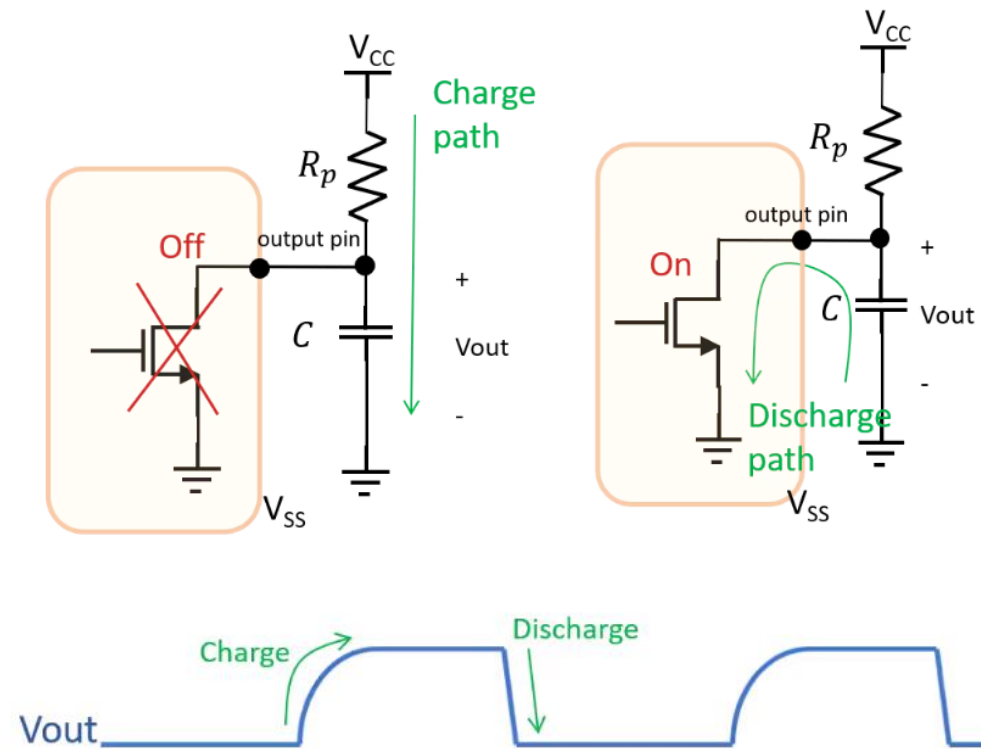 V_CC
Charge
path
R_p
Off
output pin
+
C
Vout
-
V_SS
V_CC
R_p
output pin
On
+
C
Vout
-
Discharge
path
V_SS
Charge
Discharge
Vout